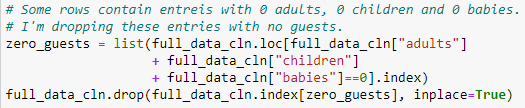 # Some rows contain entreis with 0 adults, 0 children and 0 babies.
# I'm dropping these entries with no guests.
zero_guests = list(full_data_cln.loc[full_data_cln["adults"]
+ full_data_cln["children"]
+ full_data_cln["babies"]==0].index)
full_data_cln.drop(full_data_cln.index[zero_guests], inplace=True)